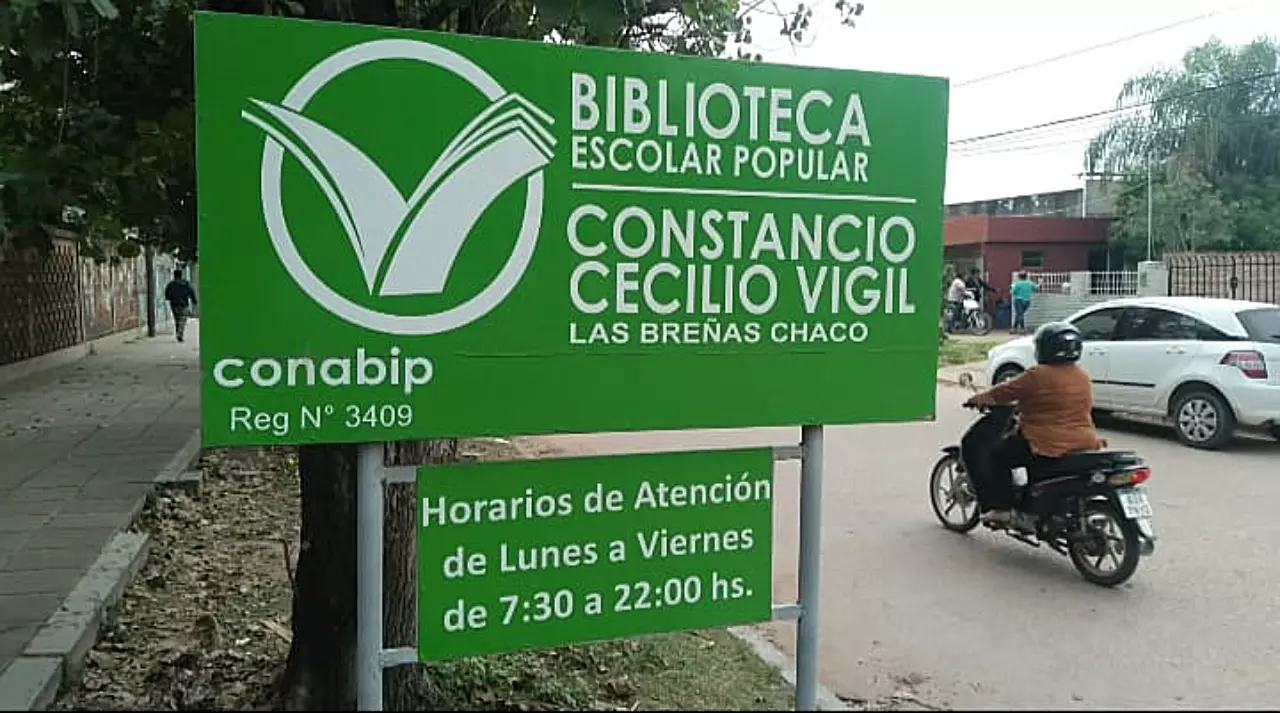 BIBLIOTECA
ESCOLAR POPULAR
CONSTANCIO
CECILIO VIGIL
LAS BREÑAS CHACO
conabip
Reg N° 3409
Horarios de Atención
de Lunes a Viernes
de 7:30 a 22:00 hs.